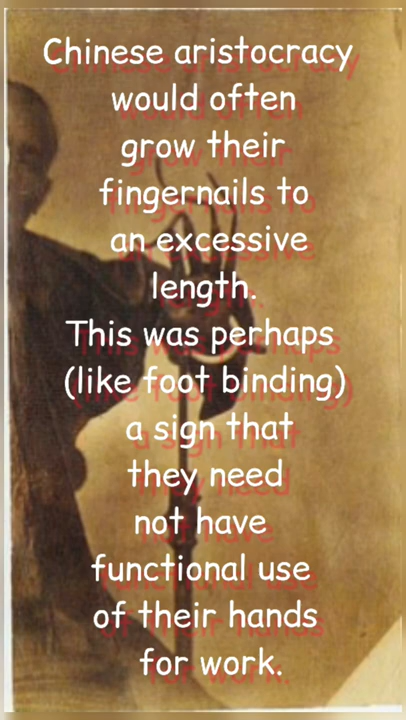 Chinese aristocracy
would often
grow their
fingernails to
an excessive
length.
This was perhaps
(like foot binding)
a sign that
they need
not have
functional use
of their hands
for work.